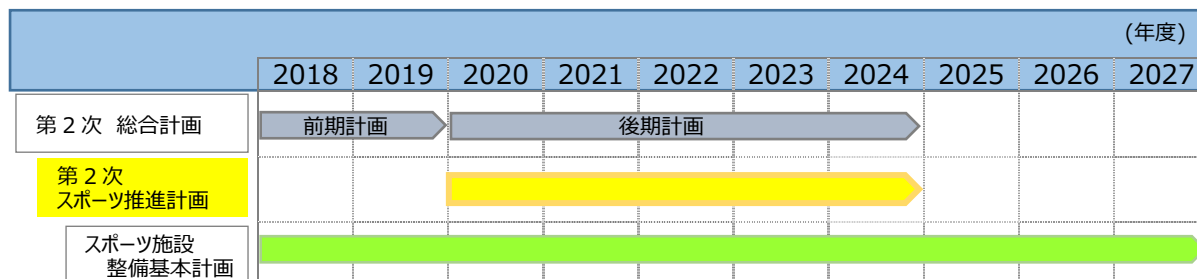 (年度)
2018 2019 2020 2021 2022 2023 2024 2025 2026 2027
第２次 総合計画 前期計画 後期計画
第２次
スポーツ推進計画
スポーツ施設
整備基本計画